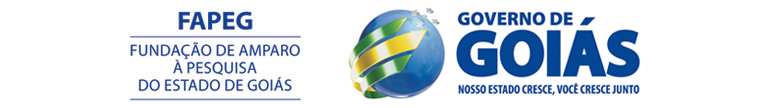 FAPEG
FUNDAÇÃO DE AMPARO
À PESQUISA
DO ESTADO DE GOIÁS
GOVERNO DE
GOIÁS
NOSSO ESTADO CRESCE, VOCÊ CRESCE JUNTO